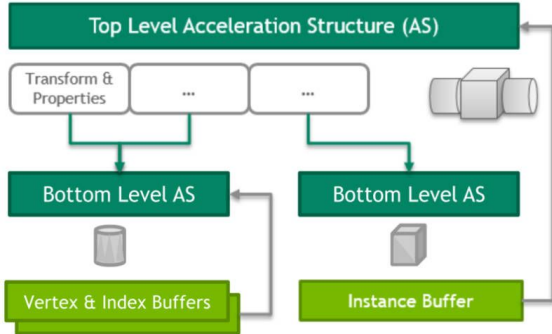 Top Level Acceleration Structure (AS)
Transform &
Properties
...
...
Bottom Level AS
Bottom Level AS
Vertex & Index Buffers
Instance Buffer